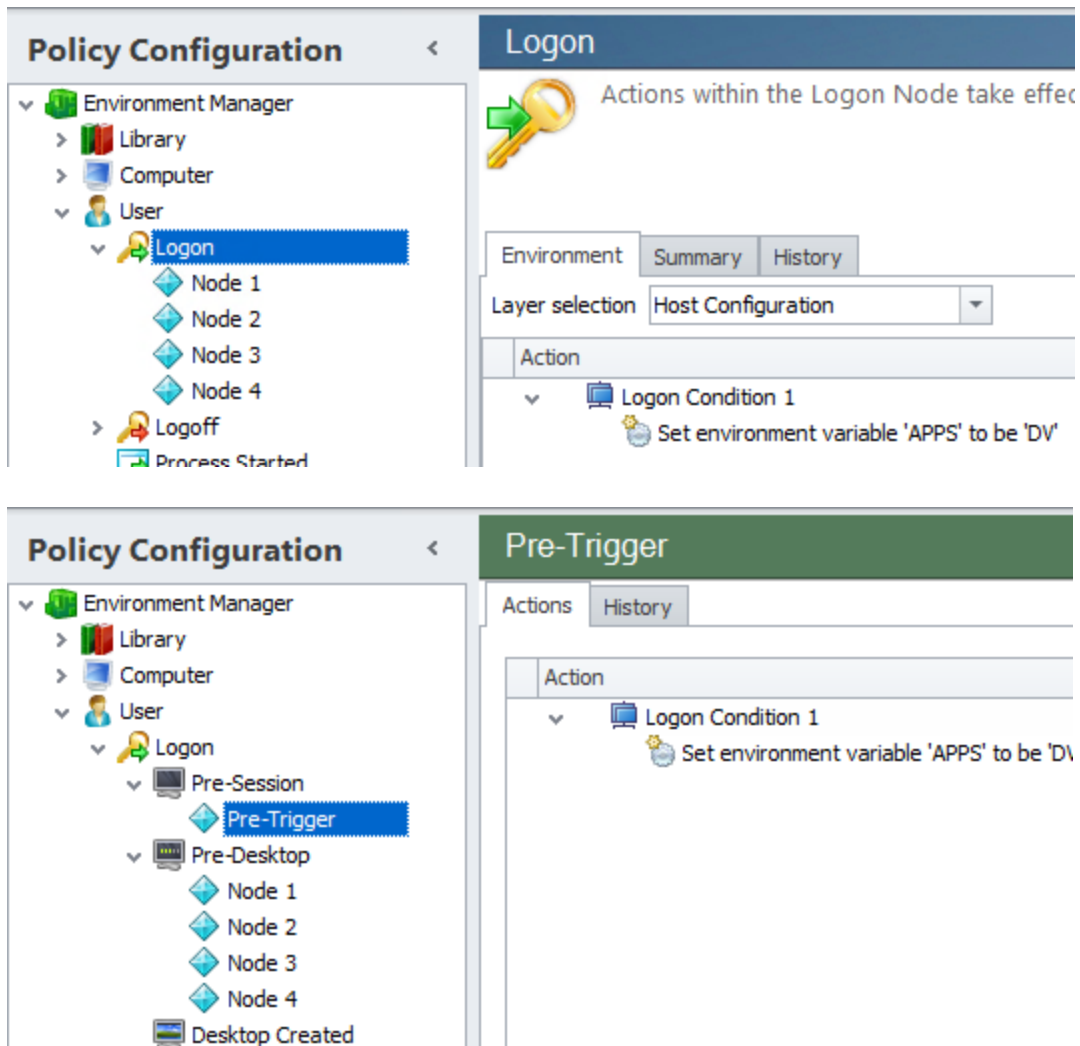 Policy Configuration
Environment Manager
Library
Computer
User
Logon
Node 1
Node 2
Node 3
Node 4
Logoff
Process Started
Logon
Actions within the Logon Node take effec
Environment Summary History
Layer selection Host Configuration
Action
Logon Condition 1
Set environment variable 'APPS' to be 'DV'
Policy Configuration
Environment Manager
Library
Computer
User
Logon
Pre-Session
Pre-Trigger
Pre-Desktop
Node 1
Node 2
Node 3
Node 4
Desktop Created
Pre-Trigger
Actions History
Action
Logon Condition 1
Set environment variable 'APPS' to be 'DV